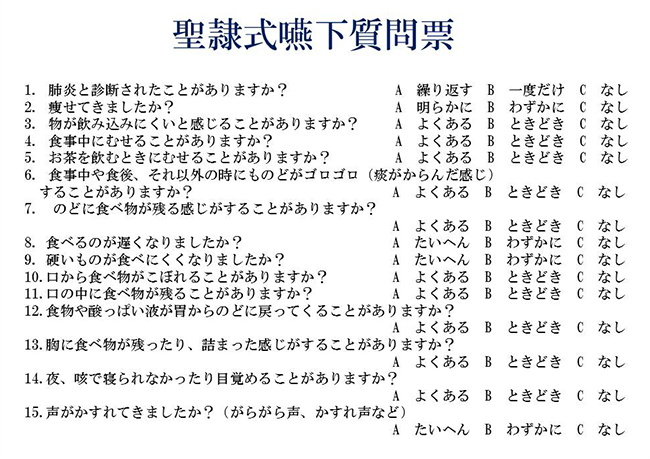 聖隷式嚥下質問票
1. 肺炎と診断されたことがありますか？ A 繰り返す B 一度だけ C なし
2. 痩せてきましたか？ A 明らかに B わずかに C なし
3. 物が飲み込みにくいと感じることがありますか？ A よくある B ときどき C なし
4. 食事中にむせることがありますか？ A よくある B ときどき C なし
5. お茶を飲むときにむせることがありますか？ A よくある B ときどき C なし
6. 食事中や食後、それ以外の時にものどがゴロゴロ（痰がからんだ感じ）
することがありますか？ A よくある B ときどき C なし
7. のどに食べ物が残る感じがすることがありますか？
A よくある B ときどき C なし
8. 食べるのが遅くなりましたか？ A たいへん B わずかに C なし
9. 硬いものが食べにくくなりましたか？ A たいへん B わずかに C なし
10.口から食べ物がこぼれることがありますか？ A よくある B ときどき C なし
11.口の中に食べ物が残ることがありますか？ A よくある B ときどき C なし
12.食物や酸っぱい液が胃からのどに戻ってくることがありますか？
A よくある B ときどき C なし
13.胸に食べ物が残ったり、詰まった感じがすることがありますか？
A よくある B ときどき C なし
14.夜、咳で寝られなかったり目覚めることがありますか？
A よくある B ときどき C なし
15.声がかすれてきましたか？（がらがら声、かすれ声など）
A たいへん B わずかに C なし